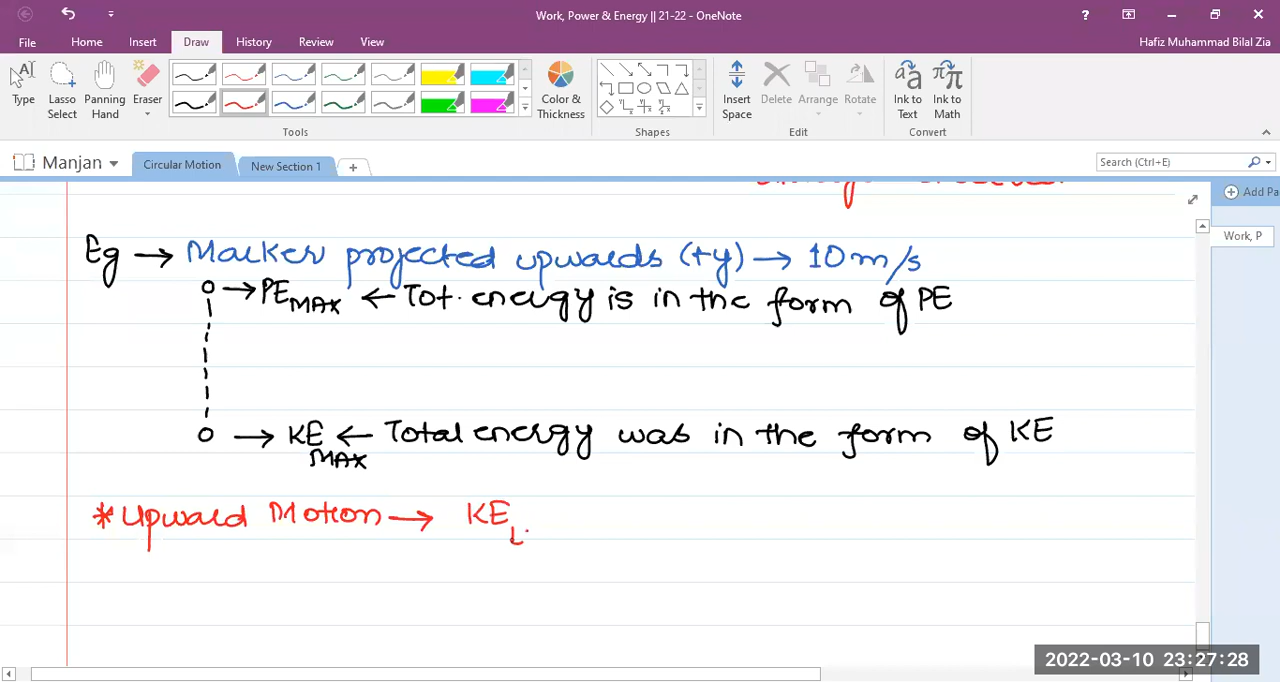 Work, Power & Energy || 21-22 - OneNote
File Home Insert Draw History Review View
Hafiz Muhammad Bilal Zia
Type
Lasso Select
Panning Hand
Eraser
Color & Thickness
Insert Space
Delete
Arrange
Rotate
Ink to Text
Ink to Math
Tools
Shapes
Edit
Convert
Manjan
Circular Motion
New Section 1
Search (Ctrl+E)
Add Pa
Work, P
Eg → Marker projected upwards (+y) → 10 m/s
→ PE MAX ← Tot. energy is in the form of PE
→ KE MAX ← Total energy was in the form of KE
*Upward Motion → KE
2022-03-10 23:27:28